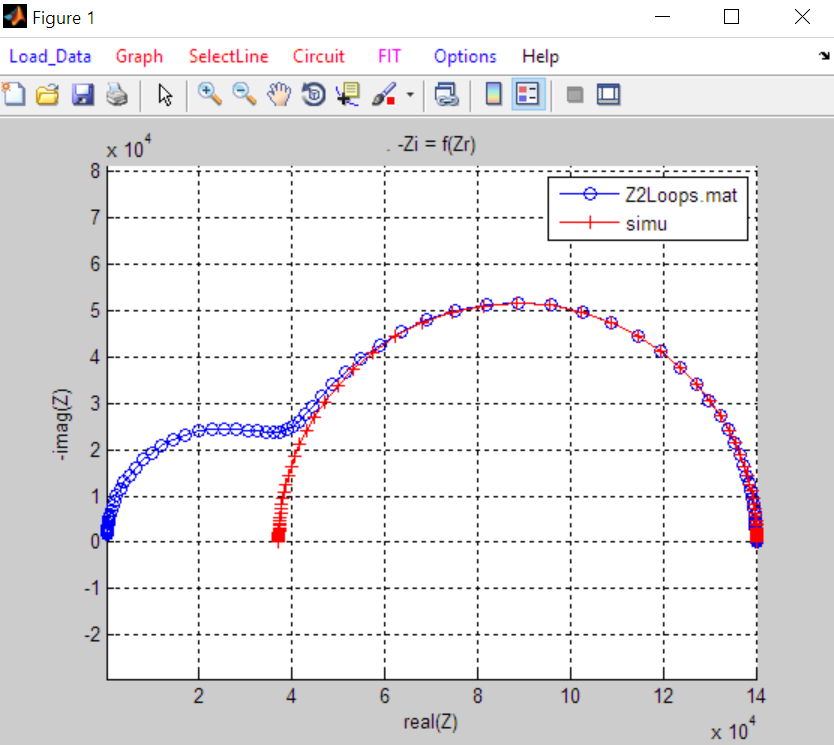 Figure 1
Load_Data Graph SelectLine Circuit FIT Options Help
x 10^4
. -Zi = f(Zr)
Z2Loops.mat
simu
8
7
6
5
4
3
2
1
0
-1
-2
-imag(Z)
2 4 6 8 10 12 14
real(Z)
x 10^4